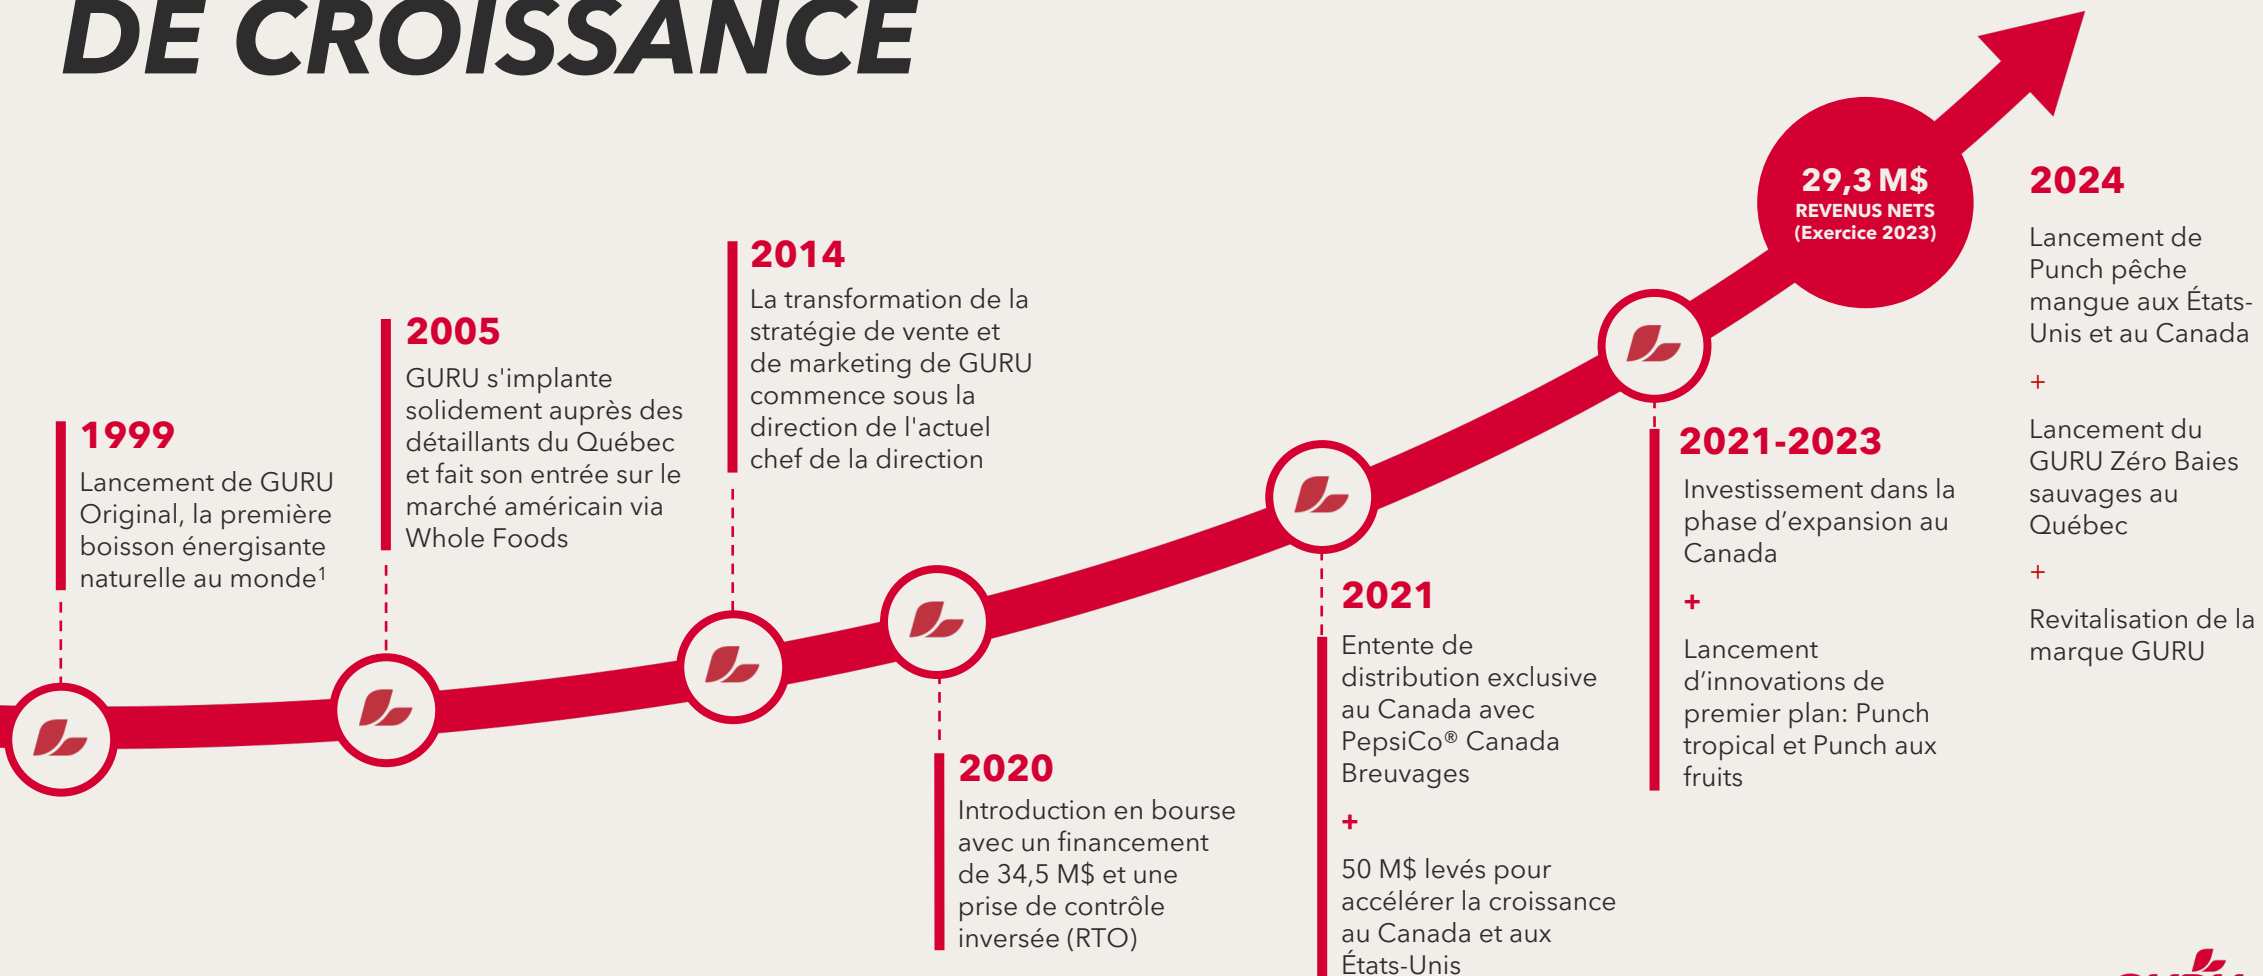 DE CROISSANCE
1999
Lancement de GURU
Original, la première
boisson énergisante
naturelle au monde¹
2005
GURU s'implante
solidement auprès des
détaillants du Québec
et fait son entrée sur le
marché américain via
Whole Foods
2014
La transformation de la
stratégie de vente et
de marketing de GURU
commence sous la
direction de l'actuel
chef de la direction
2020
Introduction en bourse
avec un financement
de 34,5 M$ et une
prise de contrôle
inversée (RTO)
2021
Entente de
distribution exclusive
au Canada avec
PepsiCo® Canada
Breuvages
+
50 M$ levés pour
accélérer la croissance
au Canada et aux
États-Unis
2021-2023
Investissement dans la
phase d’expansion au
Canada
+
Lancement
d’innovations de
premier plan: Punch
tropical et Punch aux
fruits
29,3 M$
REVENUS NETS
(Exercice 2023)
2024
Lancement de
Punch pêche
mangue aux États-
Unis et au Canada
+
Lancement du
GURU Zéro Baies
sauvages au
Québec
+
Revitalisation de la
marque GURU